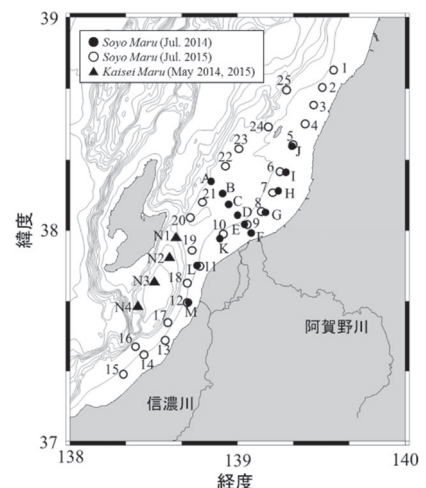 39
Soyo Maru (Jul. 2014)
Soyo Maru (Jul. 2015)
Kaisei Maru (May 2014, 2015)
1
25
2
3
4
24
5
J
23
22
6
I
A
7
H
B
21
C
8
G
D
20
9
E
F
10
K
N1
19
N2
L
11
18
N3
12
M
N4
17
13
16
14
15
緯度
38
阿賀野川
信濃川
37
138
139
140
経度